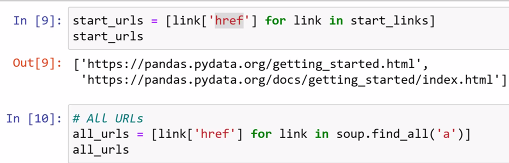 In [9]: start_urls = [link['href'] for link in start_links]
start_urls
Out[9]: ['https://pandas.pydata.org/getting_started.html',
'https://pandas.pydata.org/docs/getting_started/index.html']
In [10]: # All URLs
all_urls = [link['href'] for link in soup.find_all('a')]
all_urls